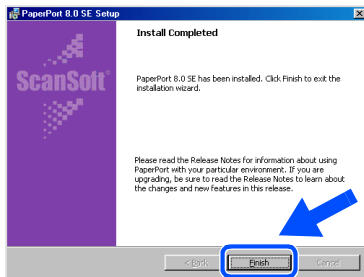 PaperPort 8.0 SE Setup
Install Completed
ScanSoft®
PaperPort 8.0 SE has been installed. Click Finish to exit the
installation wizard.
Please read the Release Notes for information about using
PaperPort with your particular environment. If you are
upgrading, be sure to read the Release Notes to learn about
the changes and new features in this release.
< Back
Finish
Cancel